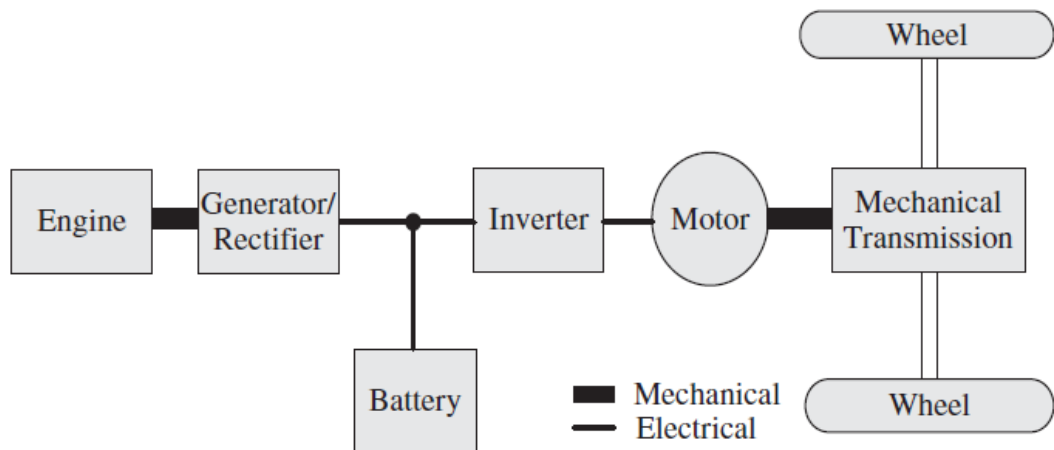 Wheel
Engine
Generator/
Rectifier
Inverter
Motor
Mechanical
Transmission
Battery
Mechanical
Electrical
Wheel